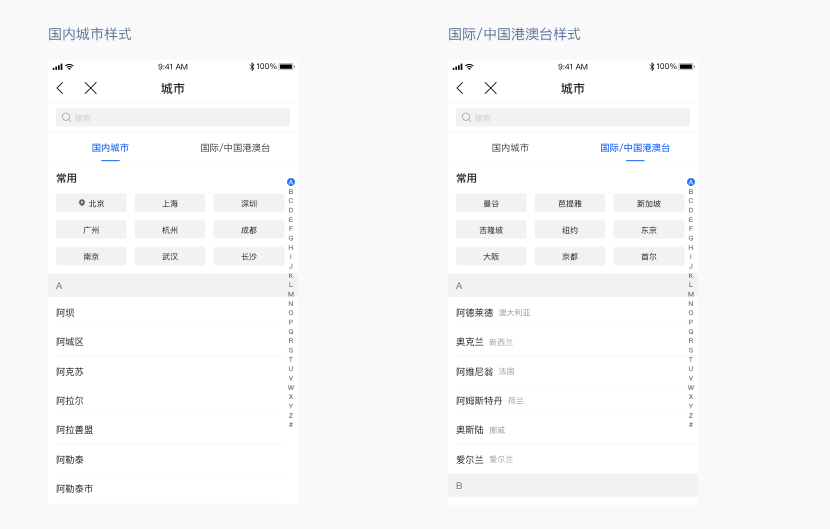 国内城市样式
9:41 AM
100%
城市
搜索
国内城市 国际/中国港澳台
常用
北京 上海 深圳
广州 杭州 成都
南京 武汉 长沙
A
阿坝
阿城区
阿克苏
阿拉尔
阿拉善盟
阿勒泰
阿勒泰市
A
B
C
D
E
F
G
H
I
J
K
L
M
N
O
P
Q
R
S
T
U
V
W
X
Y
Z
#
国际/中国港澳台样式
9:41 AM
100%
城市
搜索
国内城市 国际/中国港澳台
常用
曼谷 芭提雅 新加坡
吉隆坡 纽约 东京
大阪 京都 首尔
A
阿德莱德 澳大利亚
奥克兰 新西兰
阿维尼翁 法国
阿姆斯特丹 荷兰
奥斯陆 挪威
爱尔兰 爱尔兰
B
A
B
C
D
E
F
G
H
I
J
K
L
M
N
O
P
Q
R
S
T
U
V
W
X
Y
Z
#